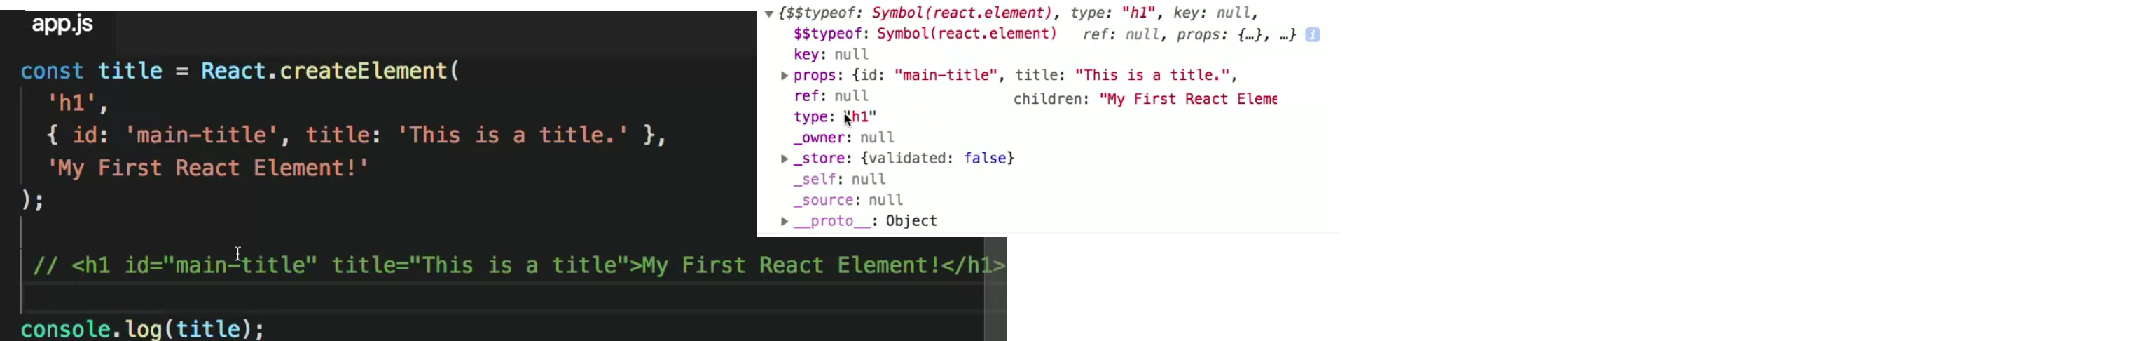 app.js
const title = React.createElement(
'h1',
{ id: 'main-title', title: 'This is a title.' },
'My First React Element!'
);
// <h1 id="main-title" title="This is a title">My First React Element!</h1>
console.log(title);
{$$typeof: Symbol(react.element), type: "h1", key: null,
$$typeof: Symbol(react.element) ref: null, props: {…}, …}
key: null
props: {id: "main-title", title: "This is a title.",
ref: null children: "My First React Eleme
type: "h1"
_owner: null
_store: {validated: false}
_self: null
_source: null
__proto__: Object